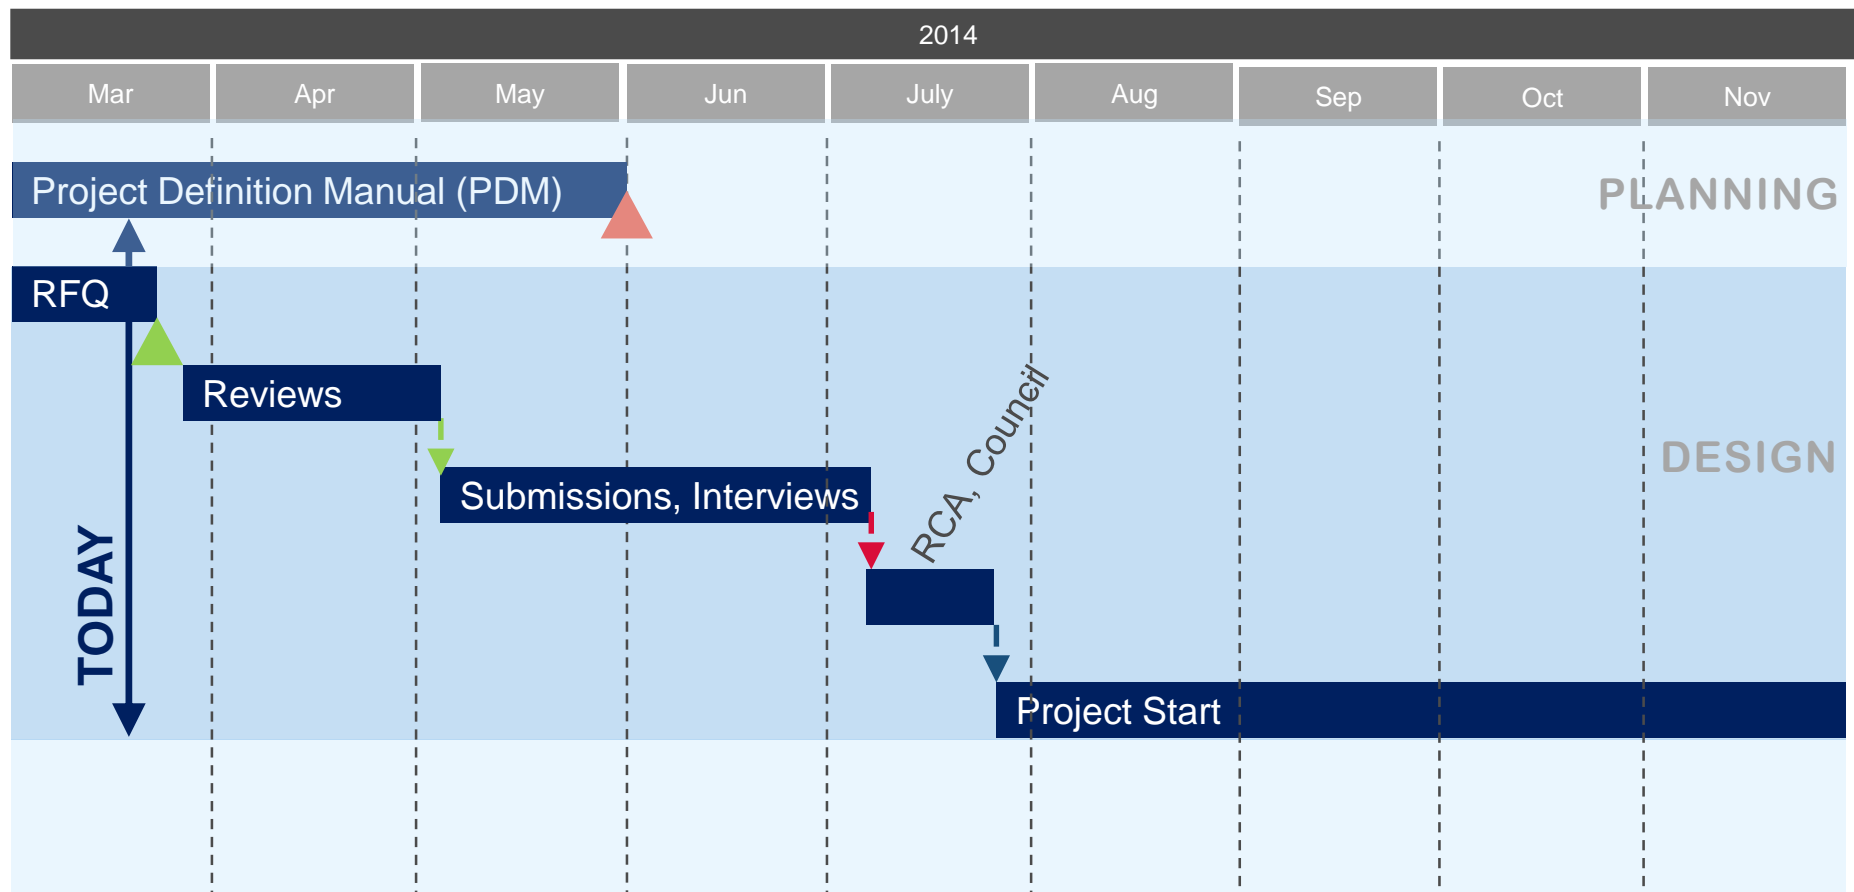 2014
Mar
Apr
May
Jun
July
Aug
Sep
Oct
Nov
Project Definition Manual (PDM)
PLANNING
RFQ
Reviews
DESIGN
Submissions, Interviews
RCA, Council
TODAY
Project Start